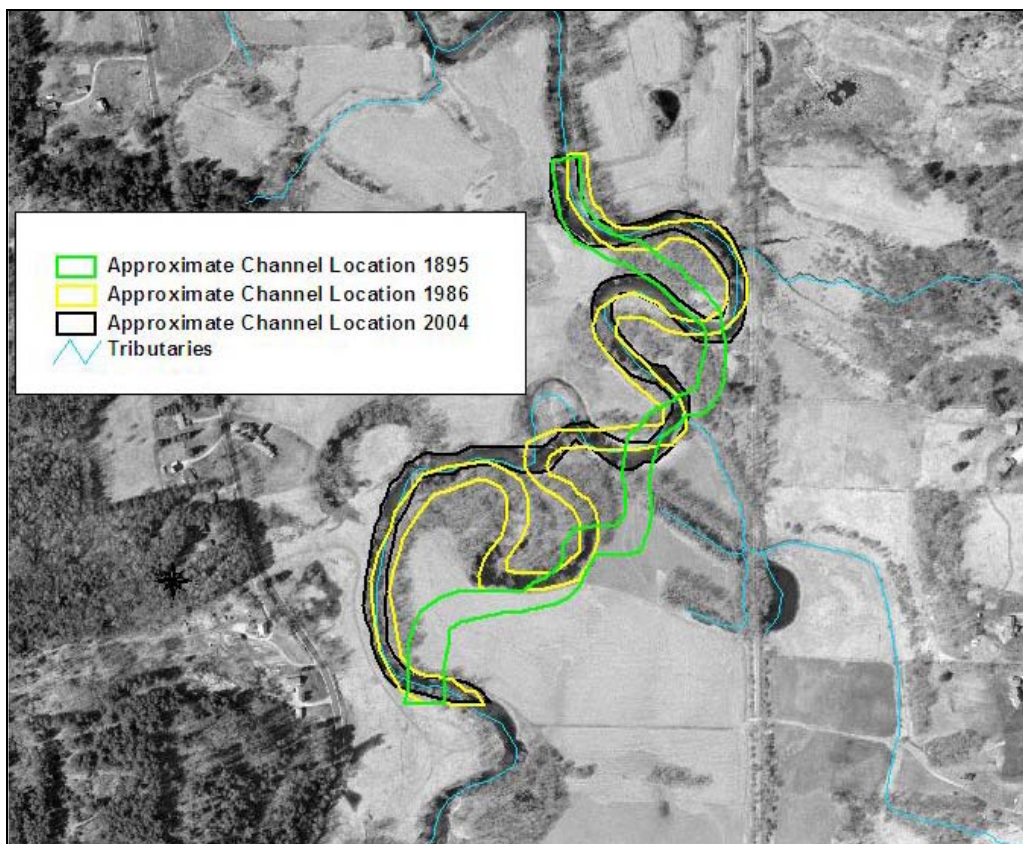 Approximate Channel Location 1895
Approximate Channel Location 1986
Approximate Channel Location 2004
Tributaries